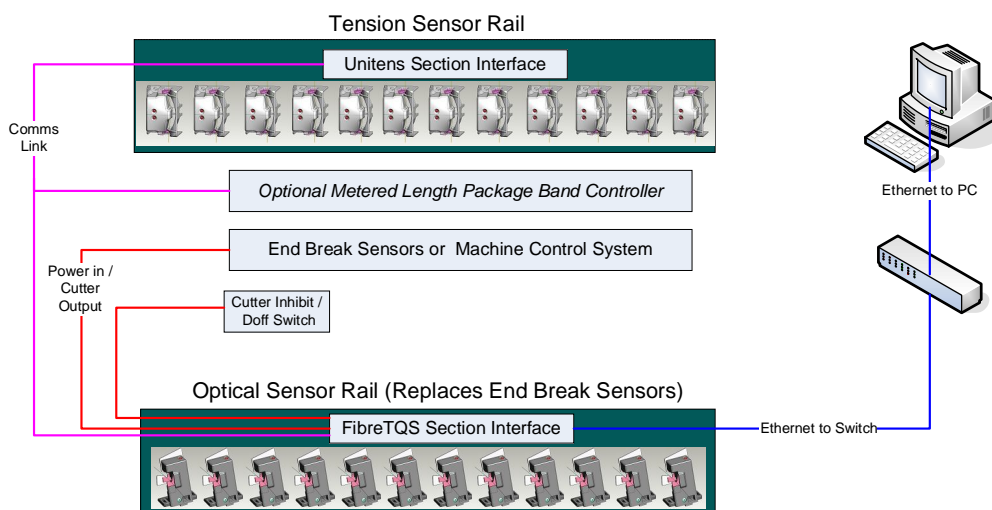 Tension Sensor Rail
Unitens Section Interface
Comms
Link
Optional Metered Length Package Band Controller
Ethernet to PC
End Break Sensors or Machine Control System
Power in /
Cutter
Output
Cutter Inhibit /
Doff Switch
Optical Sensor Rail (Replaces End Break Sensors)
FibreTQS Section Interface
Ethernet to Switch